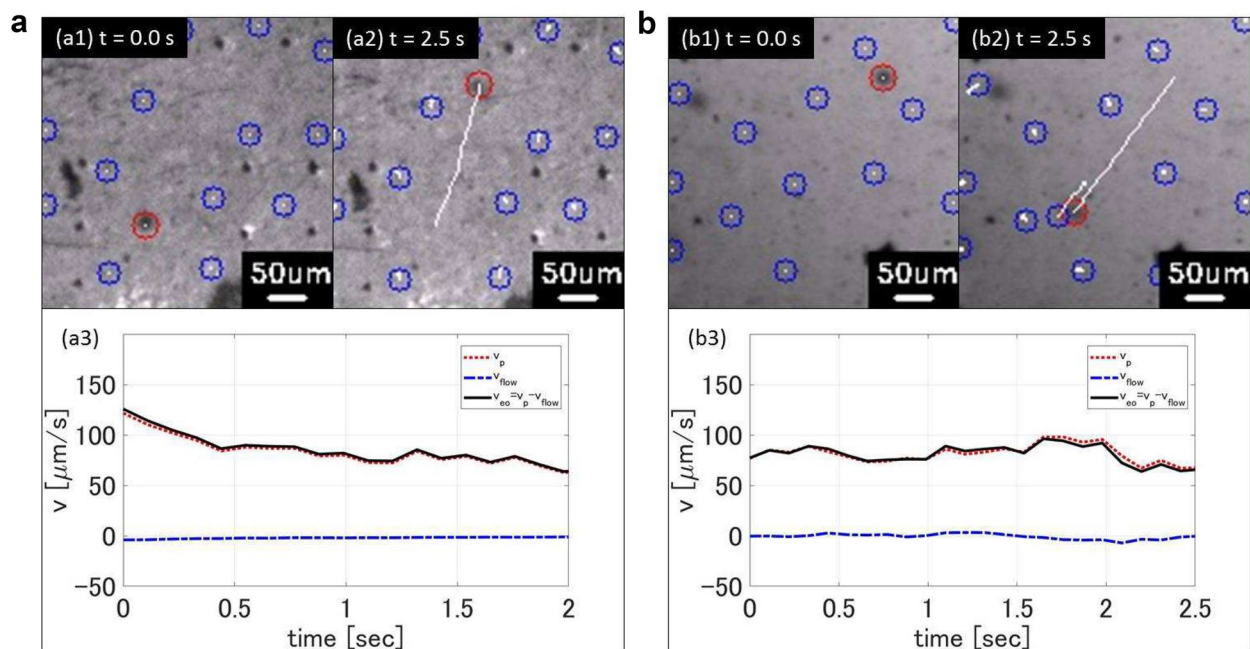 a
(a1) t = 0.0 s
(a2) t = 2.5 s
50um
50um
b
(b1) t = 0.0 s
(b2) t = 2.5 s
50um
50um
(a3)
v [μm/s]
150
100
50
0
−50
0
0.5
1
1.5
2
time [sec]
v_p
v_flow
v_eo=v_p−v_flow
(b3)
v [μm/s]
150
100
50
0
−50
0
0.5
1
1.5
2
2.5
time [sec]
v_p
v_flow
v_eo=v_p−v_flow